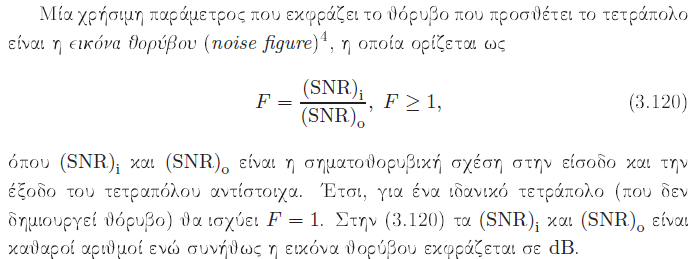 Μία χρήσιμη παράμετρος που εκφράζει το θόρυβο που προσθέτει το τετράπολο
είναι η εικόνα θορύβου (noise figure)⁴, η οποία ορίζεται ως
F = (SNR)ᵢ / (SNR)ₒ, F ≥ 1, (3.120)
όπου (SNR)ᵢ και (SNR)ₒ είναι η σηματοθορυβική σχέση στην είσοδο και την
έξοδο του τετραπόλου αντίστοιχα. Έτσι, για ένα ιδανικό τετράπολο (που δεν
δημιουργεί θόρυβο) θα ισχύει F = 1. Στην (3.120) τα (SNR)ᵢ και (SNR)ₒ είναι
καθαροί αριθμοί ενώ συνήθως η εικόνα θορύβου εκφράζεται σε dB.